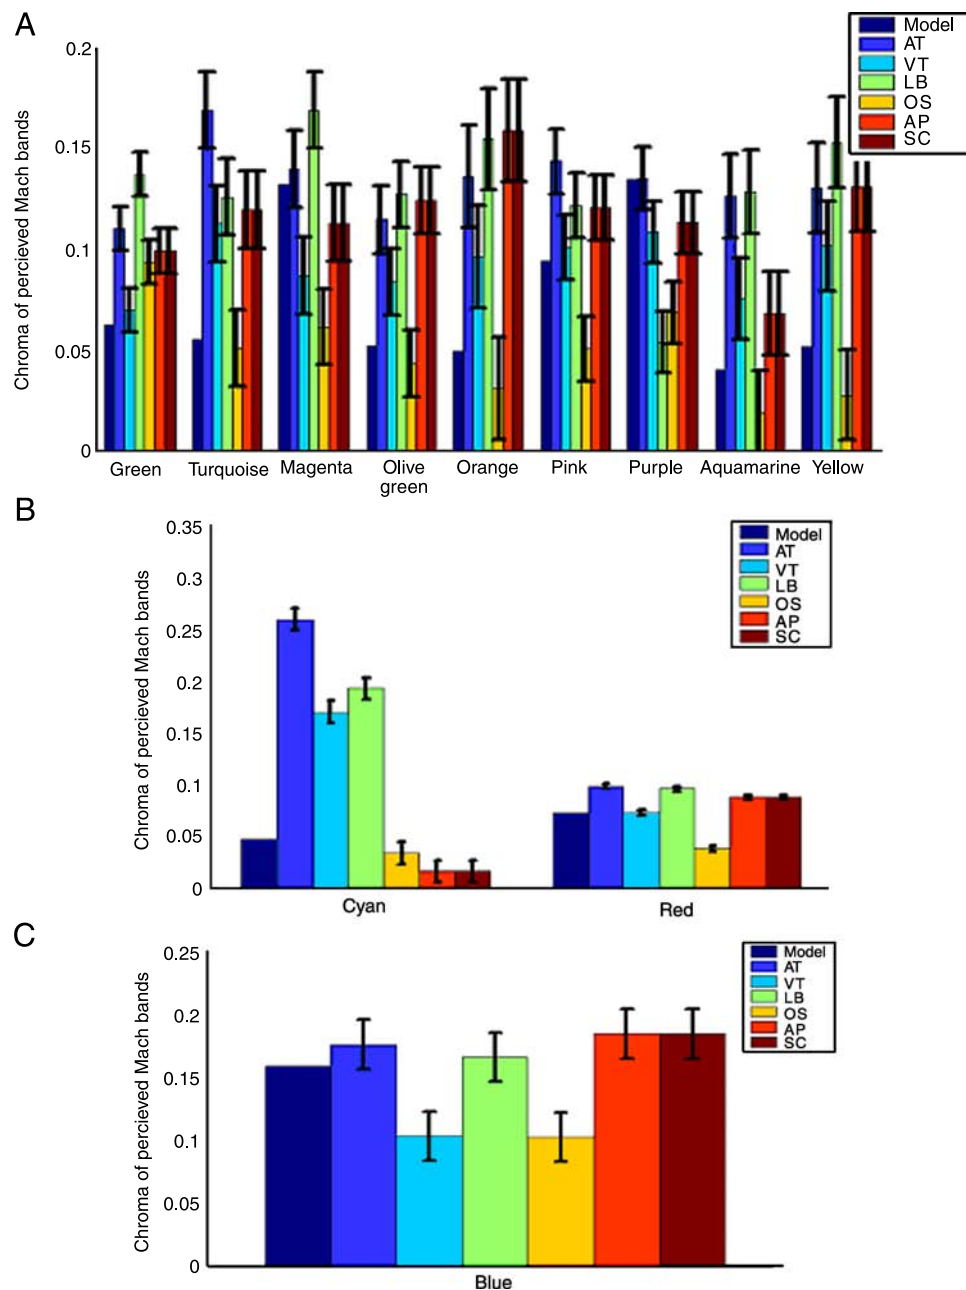 A
Chroma of percieved Mach bands
0.2
0.15
0.1
0.05
0
Model
AT
VT
LB
OS
AP
SC
Green
Turquoise
Magenta
Olive
green
Orange
Pink
Purple
Aquamarine
Yellow
B
Chroma of percieved Mach bands
0.35
0.3
0.25
0.2
0.15
0.1
0.05
0
Model
AT
VT
LB
OS
AP
SC
Cyan
Red
C
Chroma of percieved Mach bands
0.25
0.2
0.15
0.1
0.05
0
Model
AT
VT
LB
OS
AP
SC
Blue